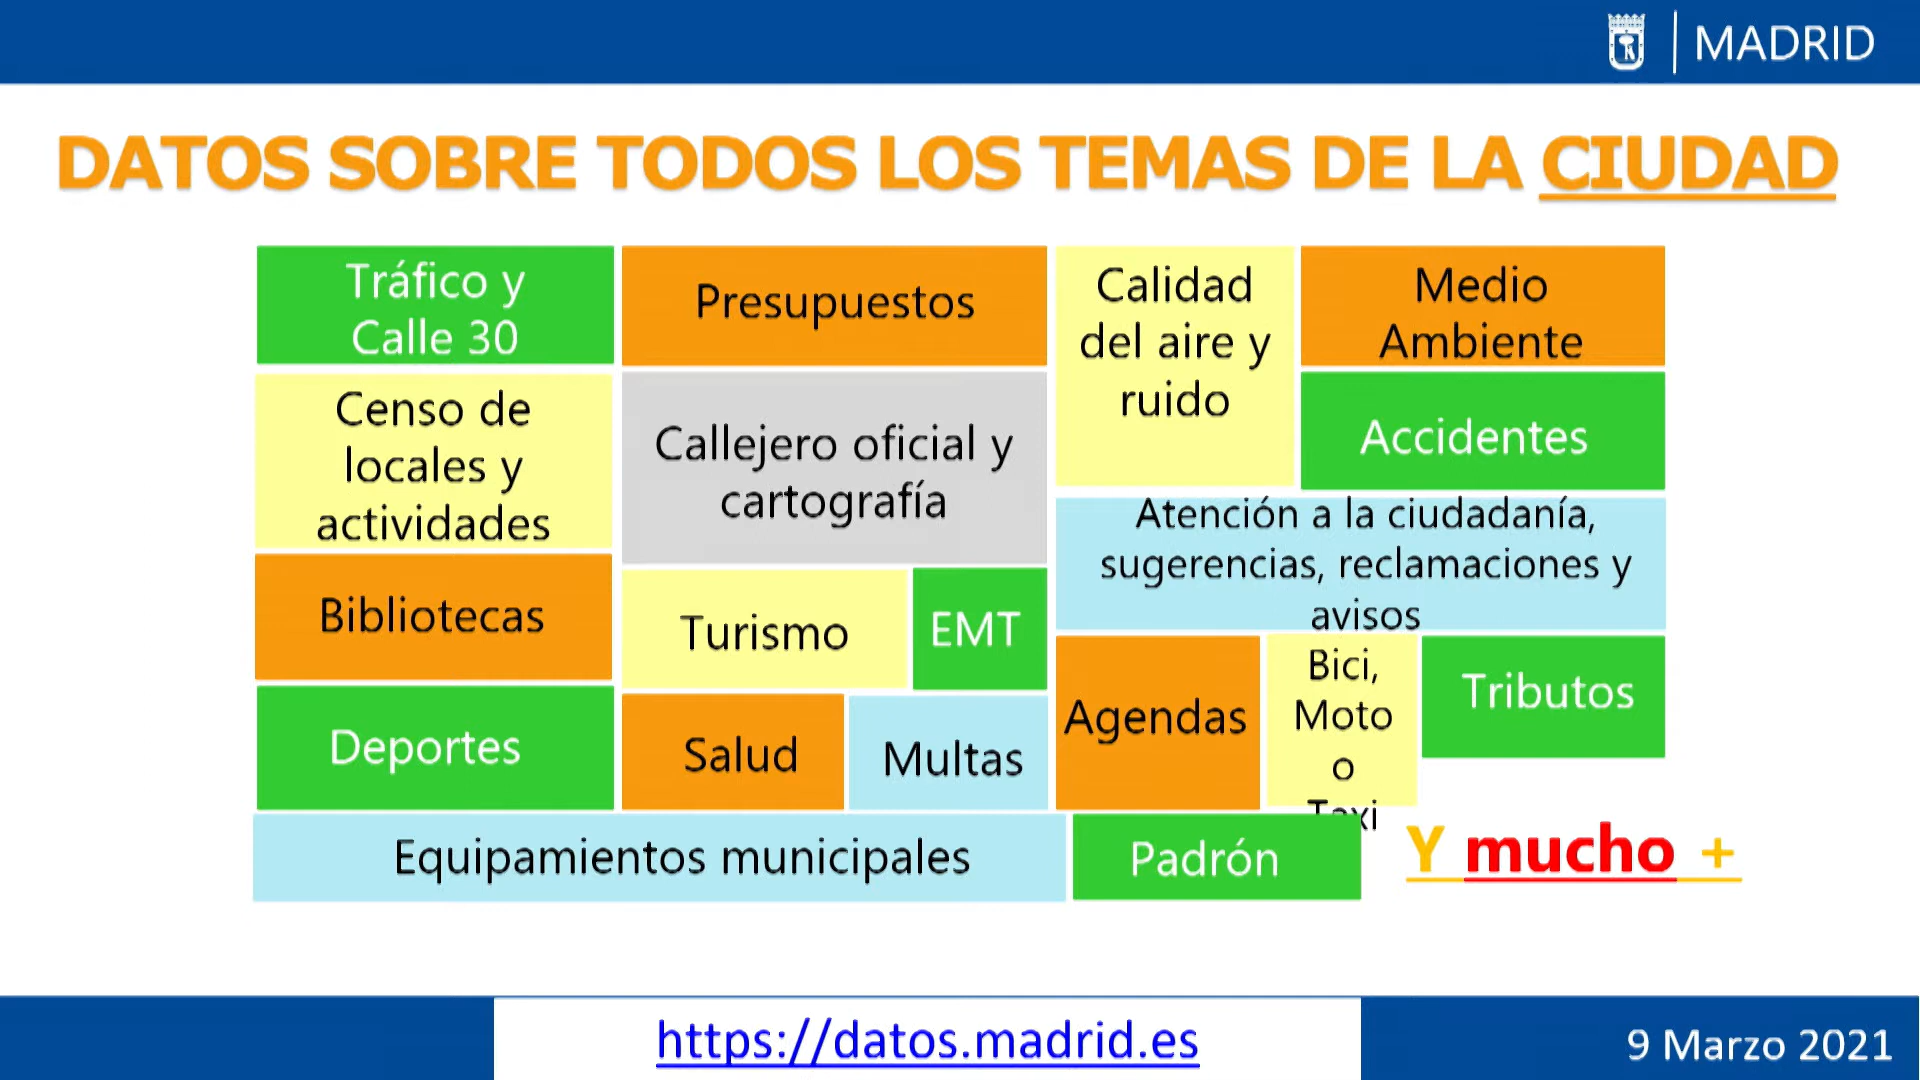 MADRID
DATOS SOBRE TODOS LOS TEMAS DE LA CIUDAD
Tráfico y
Calle 30
Presupuestos
Calidad
del aire y
ruido
Medio
Ambiente
Censo de
locales y
actividades
Callejero oficial y
cartografía
Accidentes
Atención a la ciudadanía,
sugerencias, reclamaciones y
avisos
Bibliotecas
Turismo
EMT
Agendas
Bici,
Moto
o
Taxi
Tributos
Deportes
Salud
Multas
Equipamientos municipales
Padrón
Y mucho +
https://datos.madrid.es
9 Marzo 2021